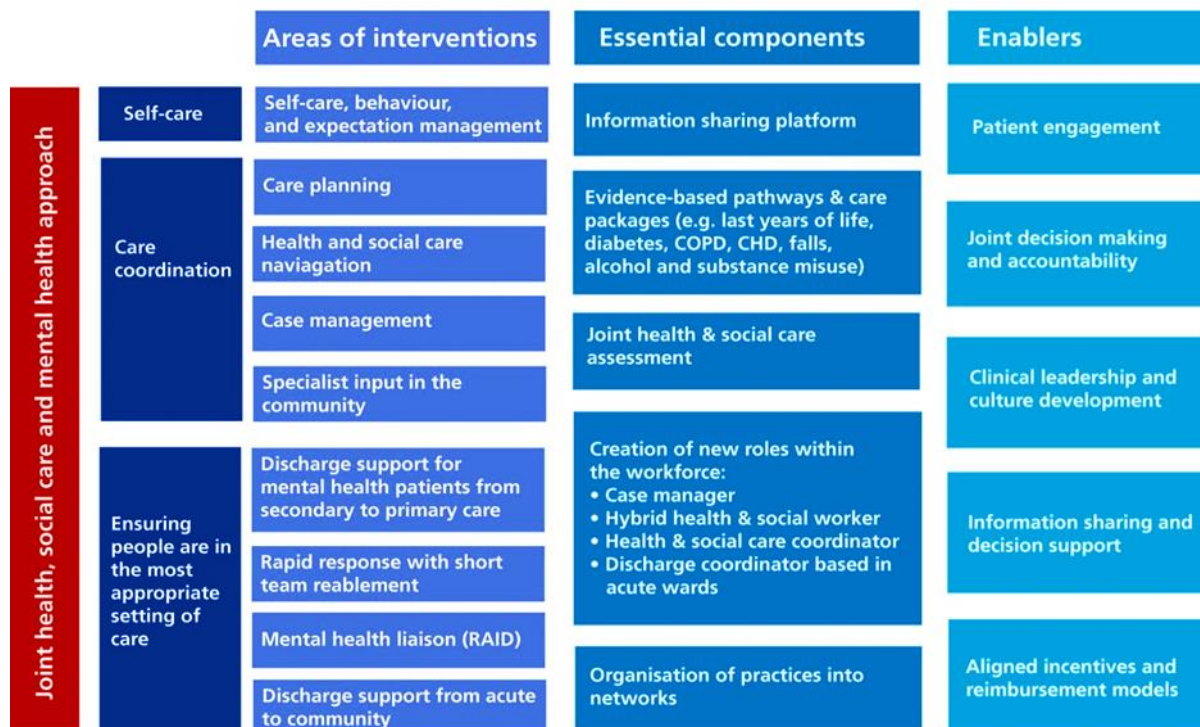 Areas of interventions
Essential components
Enablers
Joint health, social care and mental health approach
Self-care
Self-care, behaviour,
and expectation management
Care
coordination
Care planning
Health and social care
naviagation
Case management
Specialist input in the
community
Ensuring
people are in
the most
appropriate
setting of
care
Discharge support for
mental health patients from
secondary to primary care
Rapid response with short
team reablement
Mental health liaison (RAID)
Discharge support from acute
to community
Information sharing platform
Evidence-based pathways & care
packages (e.g. last years of life,
diabetes, COPD, CHD, falls,
alcohol and substance misuse)
Joint health & social care
assessment
Creation of new roles within
the workforce:
• Case manager
• Hybrid health & social worker
• Health & social care coordinator
• Discharge coordinator based in
acute wards
Organisation of practices into
networks
Patient engagement
Joint decision making
and accountability
Clinical leadership and
culture development
Information sharing and
decision support
Aligned incentives and
reimbursement models